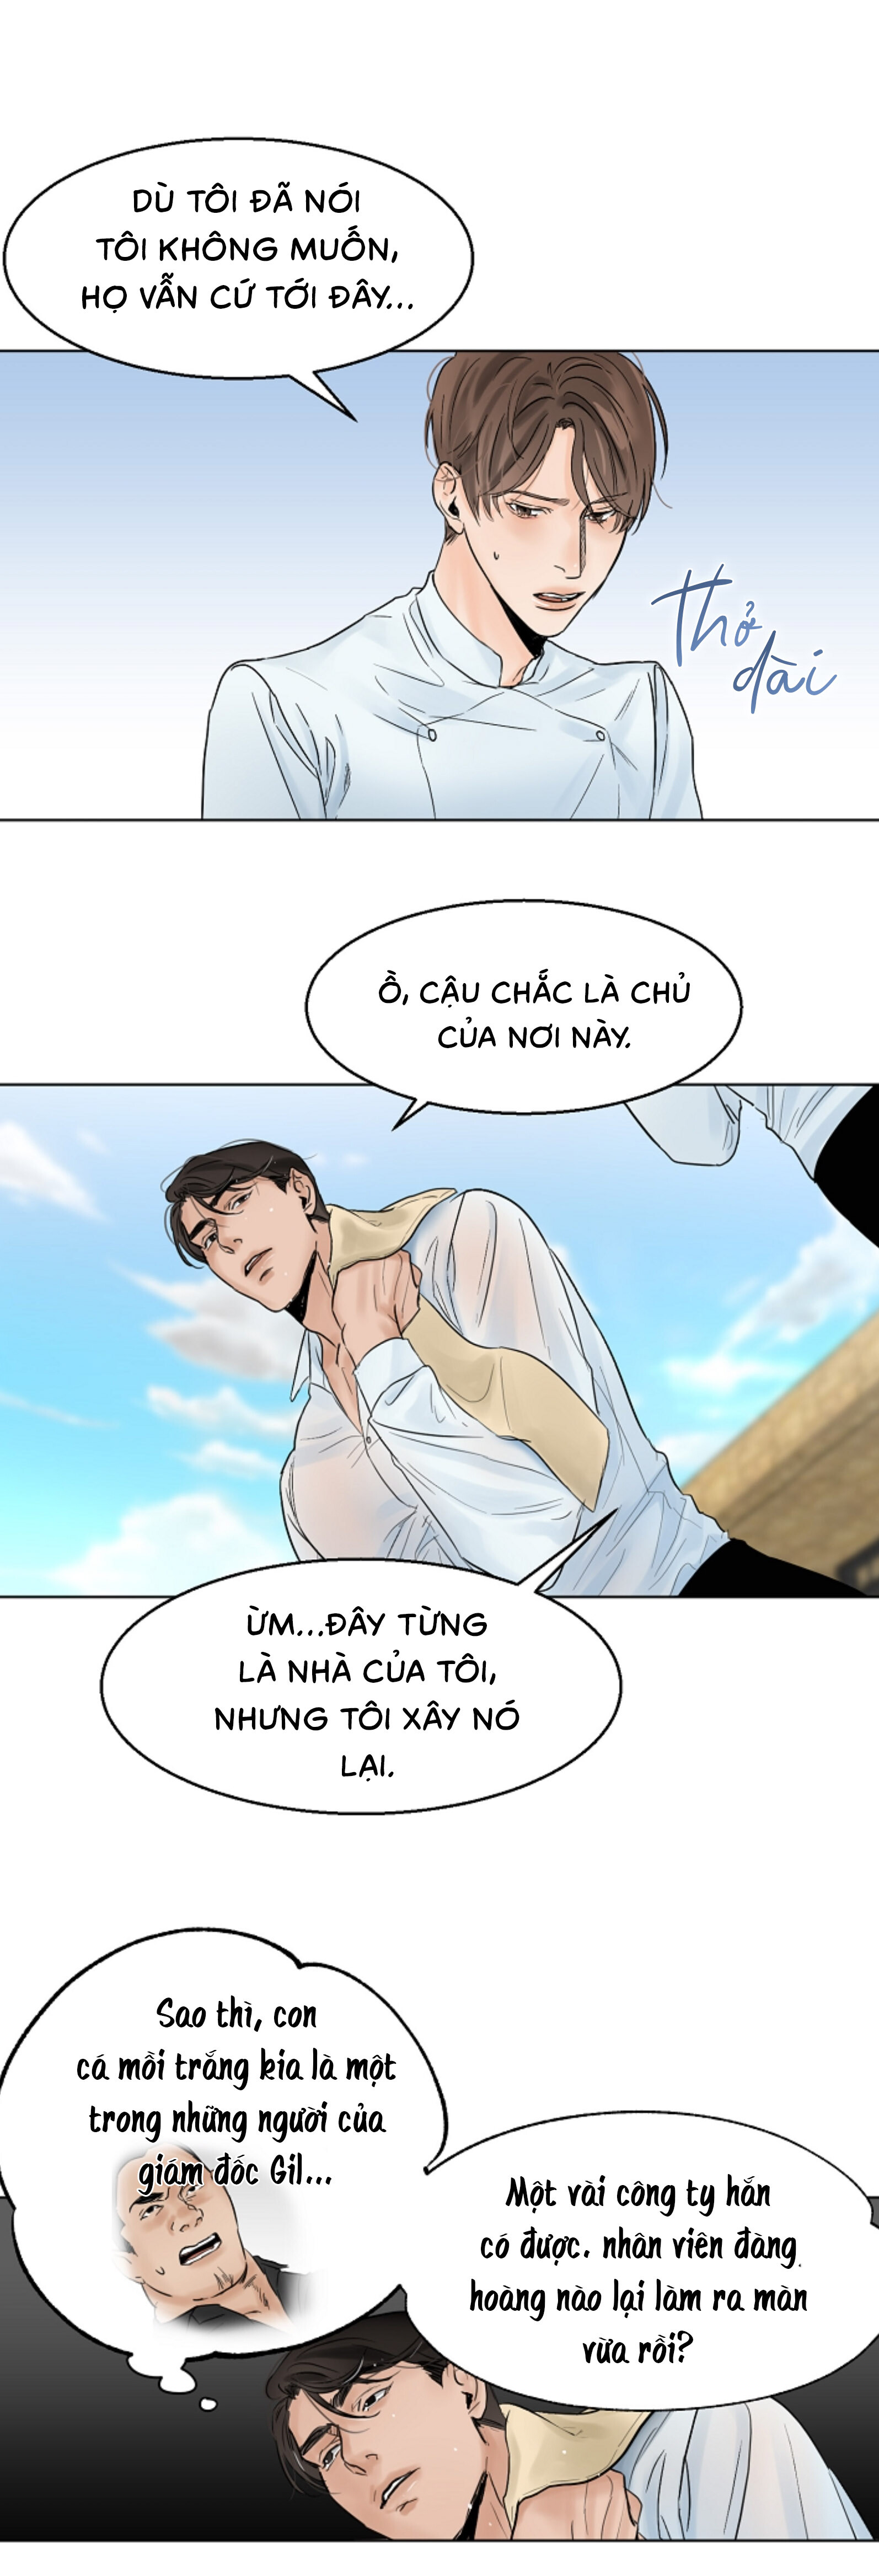 DÙ TÔI ĐÃ NÓI
TÔI KHÔNG MUỐN,
HỌ VẪN CỨ TỚI ĐÂY...
Thở
dài
Ồ, CẬU CHẮC LÀ CHỦ
CỦA NƠI NÀY.
ỪM...ĐÂY TỪNG
LÀ NHÀ CỦA TÔI,
NHƯNG TÔI XÂY NÓ
LẠI.
Sao thì, con
cá mồi trắng kia là một
trong những người của
giám đốc Gil...
Một vài công ty hắn
có được. nhân viên đàng
hoàng nào lại làm ra màn
vừa rồi?